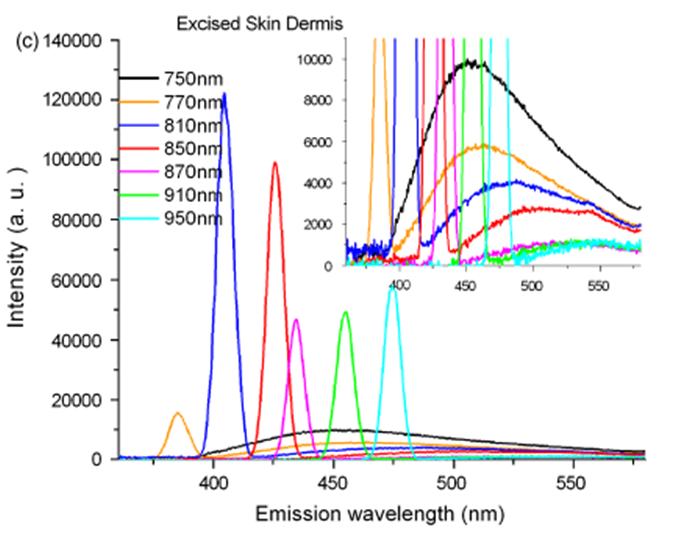 Excised Skin Dermis
(c)
Intensity (a. u. )
140000
120000
100000
80000
60000
40000
20000
0
750nm
770nm
810nm
850nm
870nm
910nm
950nm
10000
8000
6000
4000
2000
0
400 450 500 550
400 450 500 550
Emission wavelength (nm)